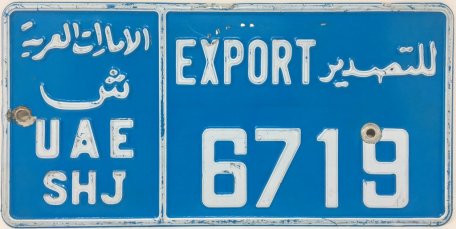 الامارات العربية
ش
UAE
SHJ
EXPORT للتصدير
6719